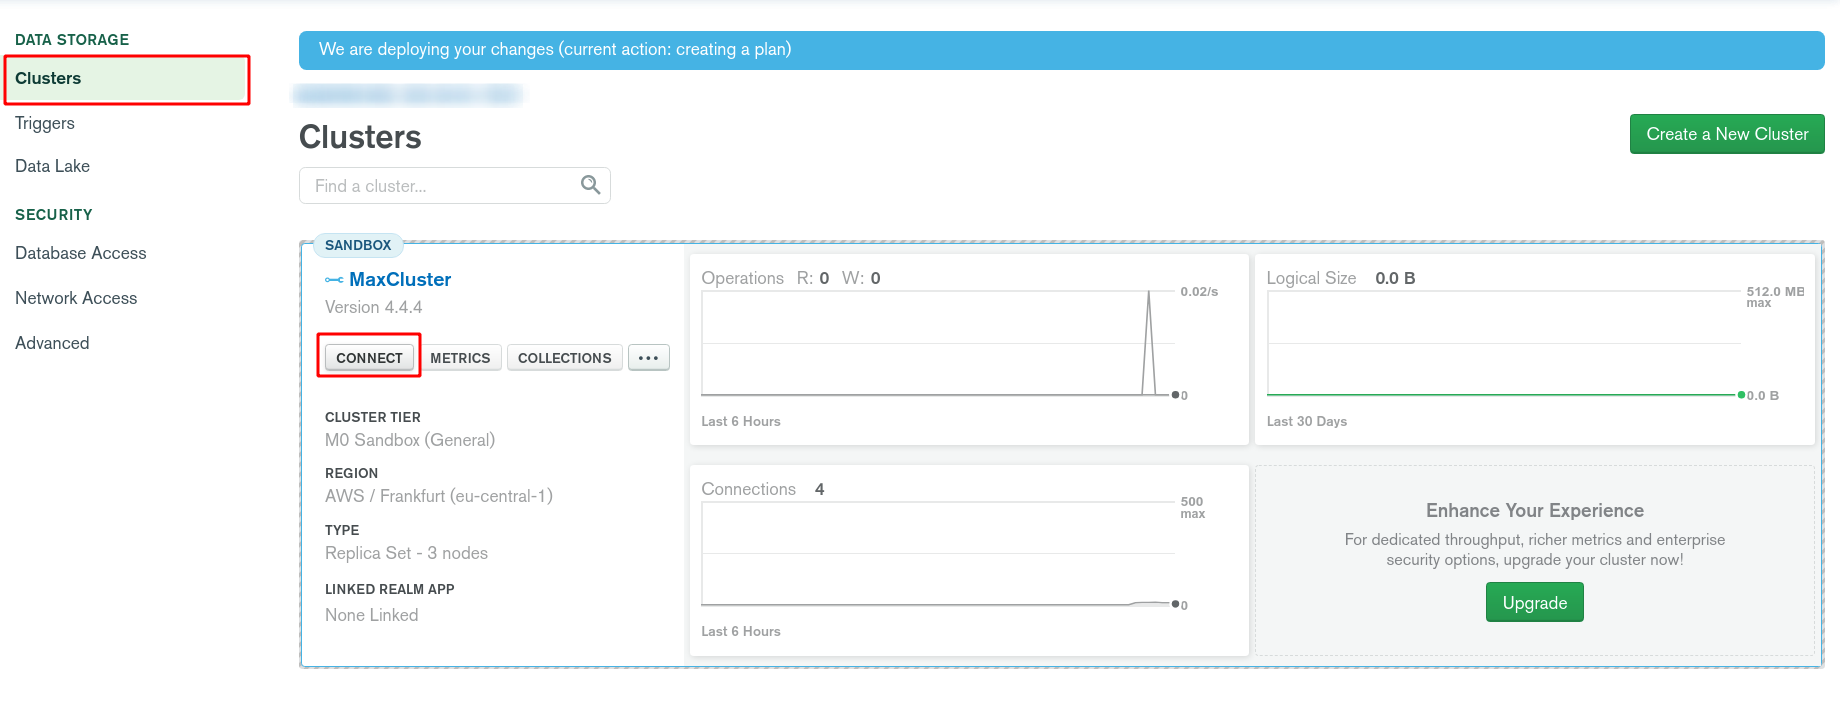 DATA STORAGE
Clusters
Triggers
Data Lake
SECURITY
Database Access
Network Access
Advanced
We are deploying your changes (current action: creating a plan)
Clusters
Create a New Cluster
Find a cluster...
SANDBOX
MaxCluster
Version 4.4.4
CONNECT METRICS COLLECTIONS •••
CLUSTER TIER
M0 Sandbox (General)
REGION
AWS / Frankfurt (eu-central-1)
TYPE
Replica Set - 3 nodes
LINKED REALM APP
None Linked
Operations R: 0 W: 0
0.02/s
0
Last 6 Hours
Logical Size 0.0 B
512.0 MB
max
0.0 B
Last 30 Days
Connections 4
500
max
0
Last 6 Hours
Enhance Your Experience
For dedicated throughput, richer metrics and enterprise
security options, upgrade your cluster now!
Upgrade